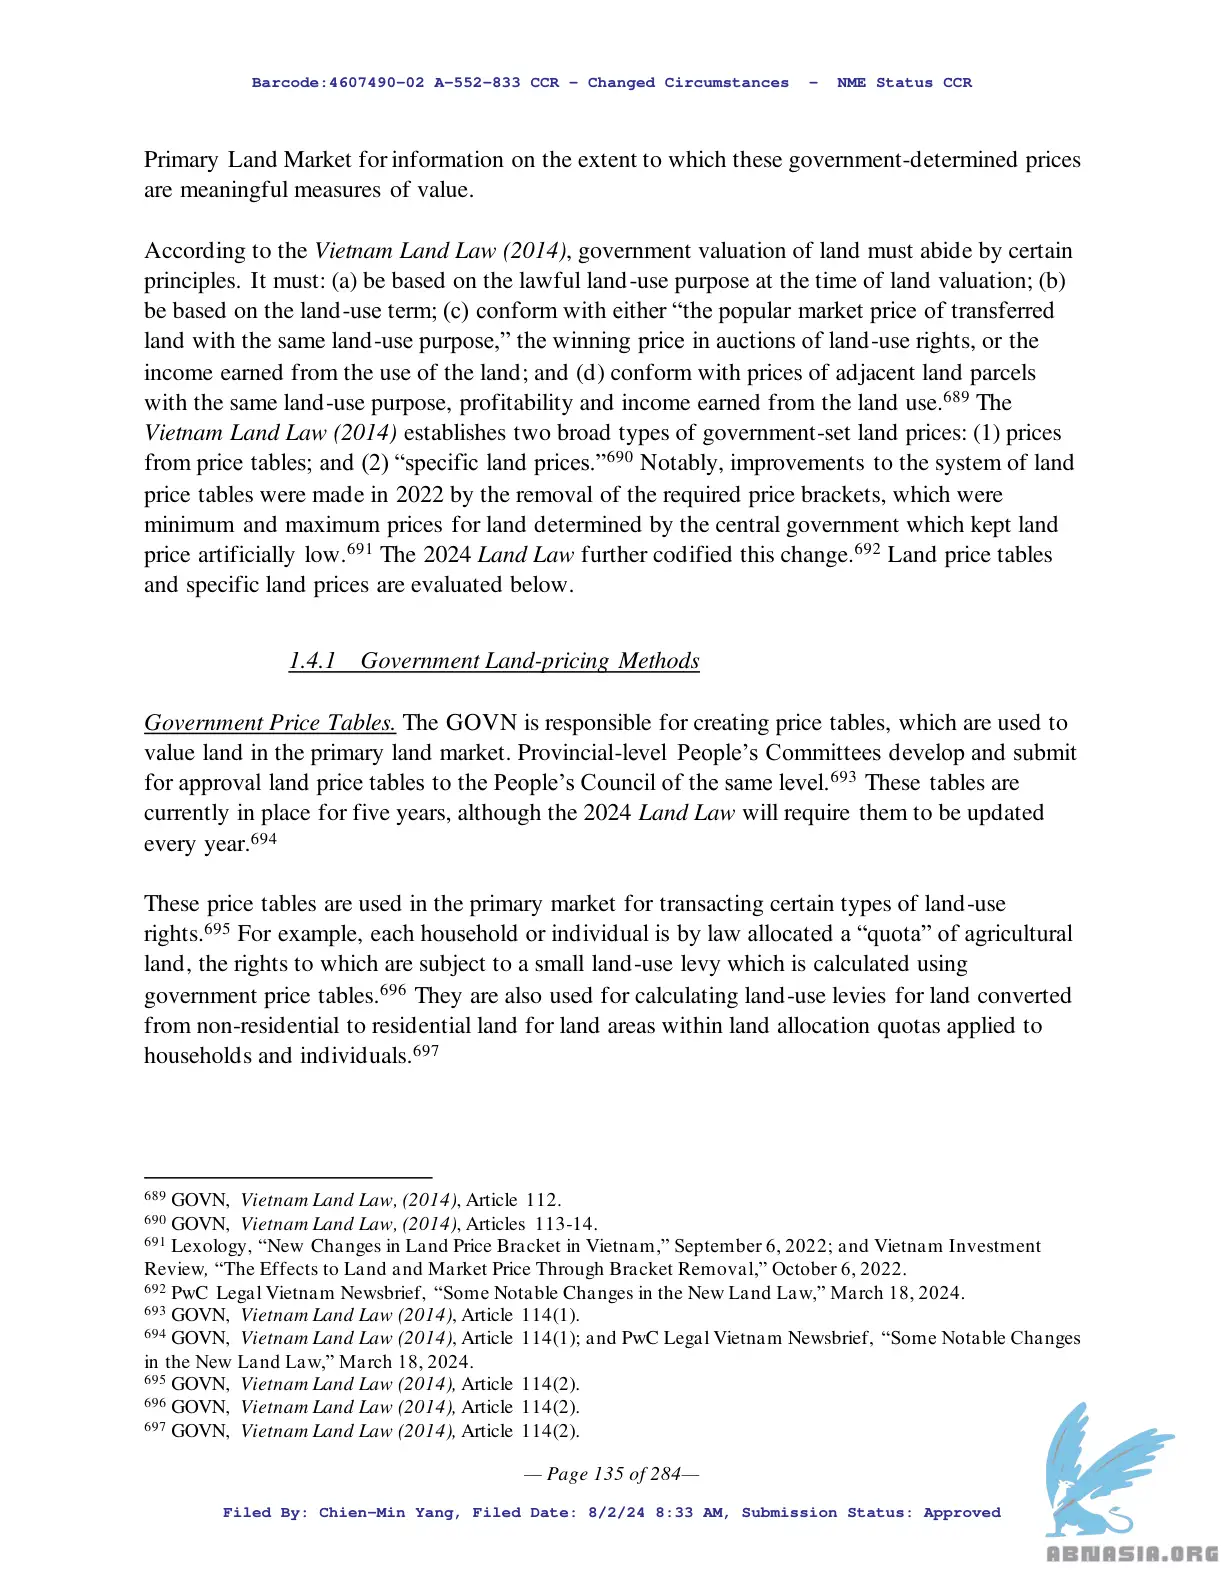 Barcode:4607490-02 A-552-833 CCR - Changed Circumstances - NME Status CCR
Primary Land Market for information on the extent to which these government-determined prices
are meaningful measures of value.
According to the Vietnam Land Law (2014), government valuation of land must abide by certain
principles. It must: (a) be based on the lawful land-use purpose at the time of land valuation; (b)
be based on the land-use term; (c) conform with either “the popular market price of transferred
land with the same land-use purpose,” the winning price in auctions of land-use rights, or the
income earned from the use of the land; and (d) conform with prices of adjacent land parcels
with the same land-use purpose, profitability and income earned from the land use.689 The
Vietnam Land Law (2014) establishes two broad types of government-set land prices: (1) prices
from price tables; and (2) “specific land prices.”690 Notably, improvements to the system of land
price tables were made in 2022 by the removal of the required price brackets, which were
minimum and maximum prices for land determined by the central government which kept land
price artificially low.691 The 2024 Land Law further codified this change.692 Land price tables
and specific land prices are evaluated below.
1.4.1 Government Land-pricing Methods
Government Price Tables. The GOVN is responsible for creating price tables, which are used to
value land in the primary land market. Provincial-level People’s Committees develop and submit
for approval land price tables to the People’s Council of the same level.693 These tables are
currently in place for five years, although the 2024 Land Law will require them to be updated
every year.694
These price tables are used in the primary market for transacting certain types of land-use
rights.695 For example, each household or individual is by law allocated a “quota” of agricultural
land, the rights to which are subject to a small land-use levy which is calculated using
government price tables.696 They are also used for calculating land-use levies for land converted
from non-residential to residential land for land areas within land allocation quotas applied to
households and individuals.697
689 GOVN, Vietnam Land Law, (2014), Article 112.
690 GOVN, Vietnam Land Law, (2014), Articles 113-14.
691 Lexology, “New Changes in Land Price Bracket in Vietnam,” September 6, 2022; and Vietnam Investment
Review, “The Effects to Land and Market Price Through Bracket Removal,” October 6, 2022.
692 PwC Legal Vietnam Newsbrief, “Some Notable Changes in the New Land Law,” March 18, 2024.
693 GOVN, Vietnam Land Law (2014), Article 114(1).
694 GOVN, Vietnam Land Law (2014), Article 114(1); and PwC Legal Vietnam Newsbrief, “Some Notable Changes
in the New Land Law,” March 18, 2024.
695 GOVN, Vietnam Land Law (2014), Article 114(2).
696 GOVN, Vietnam Land Law (2014), Article 114(2).
697 GOVN, Vietnam Land Law (2014), Article 114(2).
— Page 135 of 284—
Filed By: Chien-Min Yang, Filed Date: 8/2/24 8:33 AM, Submission Status: Approved
ABNASIA.ORG